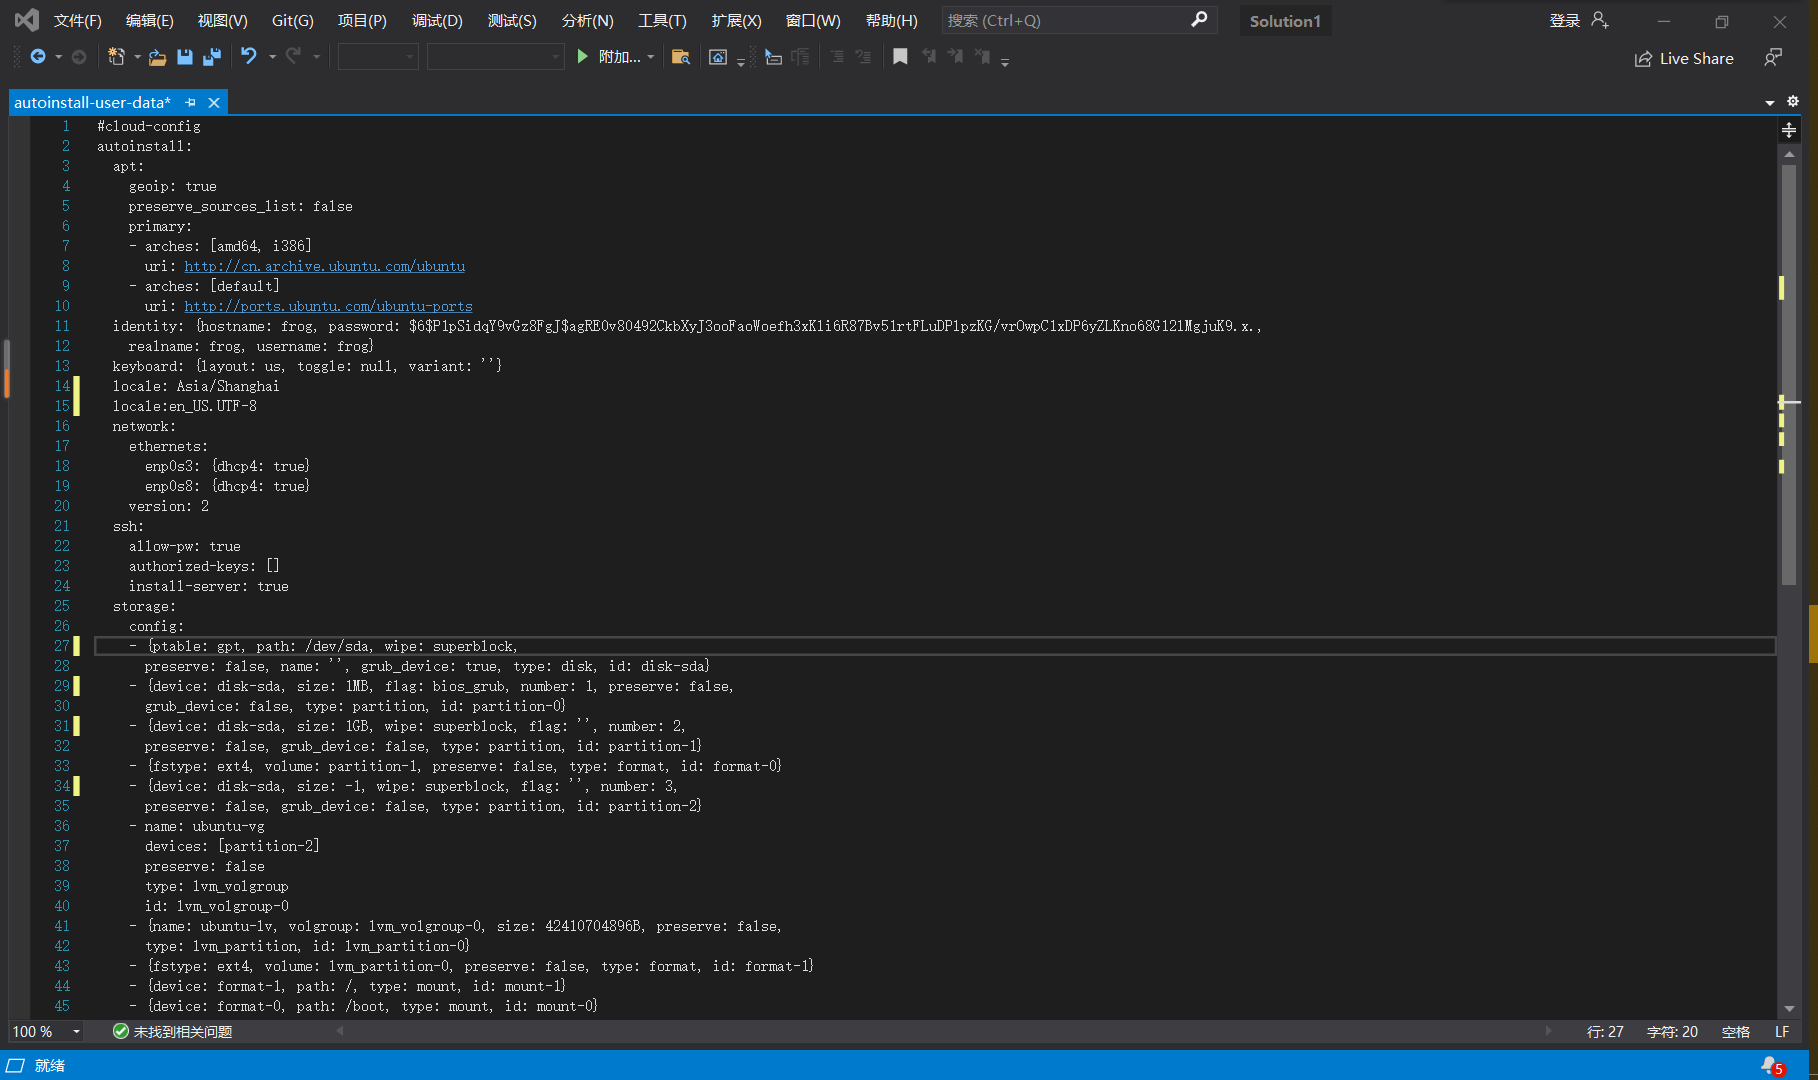 文件(F) 编辑(E) 视图(V) Git(G) 项目(P) 调试(D) 测试(S) 分析(N) 工具(T) 扩展(X) 窗口(W) 帮助(H) 搜索 (Ctrl+Q) Solution1 登录
附加... Live Share
autoinstall-user-data*
1 #cloud-config
2 autoinstall:
3 apt:
4 geoip: true
5 preserve_sources_list: false
6 primary:
7 - arches: [amd64, i386]
8 uri: http://cn.archive.ubuntu.com/ubuntu
9 - arches: [default]
10 uri: http://ports.ubuntu.com/ubuntu-ports
11 identity: {hostname: frog, password: $6$P1pSidqY9vGz8FgJ$agRE0v80492CkbXyJ3ooFaoWoefh3xK1i6R87Bv51rtFLuDP1pzKG/vrOwpC1xDP6yZLKno68G12lMgjuK9.x.,
12 realname: frog, username: frog}
13 keyboard: {layout: us, toggle: null, variant: ''}
14 locale: Asia/Shanghai
15 locale:en_US.UTF-8
16 network:
17 ethernets:
18 enp0s3: {dhcp4: true}
19 enp0s8: {dhcp4: true}
20 version: 2
21 ssh:
22 allow-pw: true
23 authorized-keys: []
24 install-server: true
25 storage:
26 config:
27 - {ptable: gpt, path: /dev/sda, wipe: superblock,
28 preserve: false, name: '', grub_device: true, type: disk, id: disk-sda}
29 - {device: disk-sda, size: 1MB, flag: bios_grub, number: 1, preserve: false,
30 grub_device: false, type: partition, id: partition-0}
31 - {device: disk-sda, size: 1GB, wipe: superblock, flag: '', number: 2,
32 preserve: false, grub_device: false, type: partition, id: partition-1}
33 - {fstype: ext4, volume: partition-1, preserve: false, type: format, id: format-0}
34 - {device: disk-sda, size: -1, wipe: superblock, flag: '', number: 3,
35 preserve: false, grub_device: false, type: partition, id: partition-2}
36 - name: ubuntu-vg
37 devices: [partition-2]
38 preserve: false
39 type: lvm_volgroup
40 id: lvm_volgroup-0
41 - {name: ubuntu-lv, volgroup: lvm_volgroup-0, size: 42410704896B, preserve: false,
42 type: lvm_partition, id: lvm_partition-0}
43 - {fstype: ext4, volume: lvm_partition-0, preserve: false, type: format, id: format-1}
44 - {device: format-1, path: /, type: mount, id: mount-1}
45 - {device: format-0, path: /boot, type: mount, id: mount-0}
100 % 未找到相关问题 行: 27 字符: 20 空格 LF
就绪 5